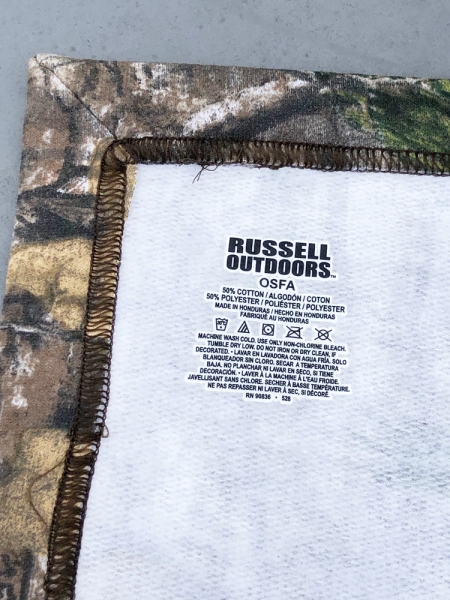 RUSSELL
OUTDOORS™
OSFA
50% COTTON / ALGODÓN / COTON
50% POLYESTER / POLIÉSTER / POLYESTER
MADE IN HONDURAS / HECHO EN HONDURAS
FABRIQUÉ AU HONDURAS
MACHINE WASH COLD. USE ONLY NON-CHLORINE BLEACH.
TUMBLE DRY LOW. DO NOT IRON OR DRY CLEAN, IF
DECORATED. • LAVAR EN LAVADORA CON AGUA FRÍA. SOLO
BLANQUEADOR SIN CLORO. SECAR A TEMPERATURA
BAJA. NO PLANCHAR NI LAVAR EN SECO, SI TIENE
DECORACIÓN. • LAVER À LA MACHINE À L'EAU FROIDE.
JAVELLISANT SANS CHLORE. SECHER À BASSE TEMPÉRATURE.
NE PAS REPASSER NI LAVER À SEC, SI DÉCORÉ.
RN 90836 • 528